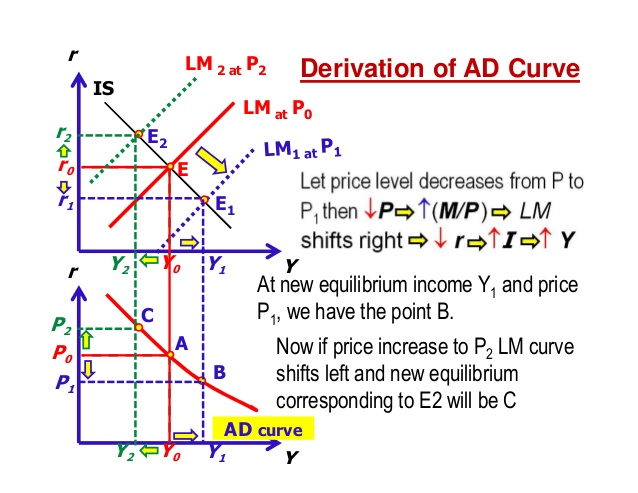 Derivation of AD Curve
r
LM 2 at P2
IS
LM at P0
r2
E2
LM1 at P1
r0
E
r1
E1
Y2 Y0 Y1 Y
Let price level decreases from P to
P1 then ↓P⇨↑(M/P)⇨ LM
shifts right ⇨↓ r⇨↑I⇨↑ Y
At new equilibrium income Y1 and price
P1, we have the point B.
Now if price increase to P2 LM curve
shifts left and new equilibrium
corresponding to E2 will be C
r
P2
C
P0
A
P1
B
AD curve
Y2 Y0 Y1 Y